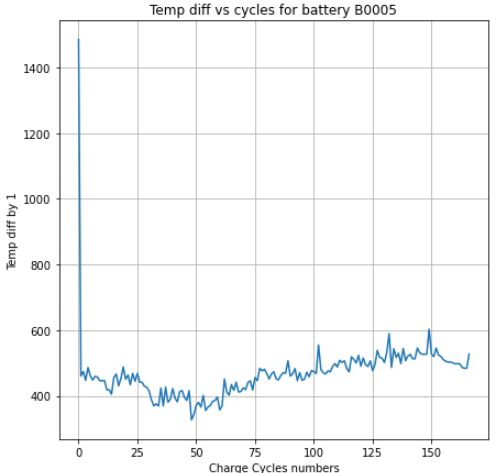 Temp diff vs cycles for battery B0005
Temp diff by 1
1400
1200
1000
800
600
400
0 25 50 75 100 125 150
Charge Cycles numbers